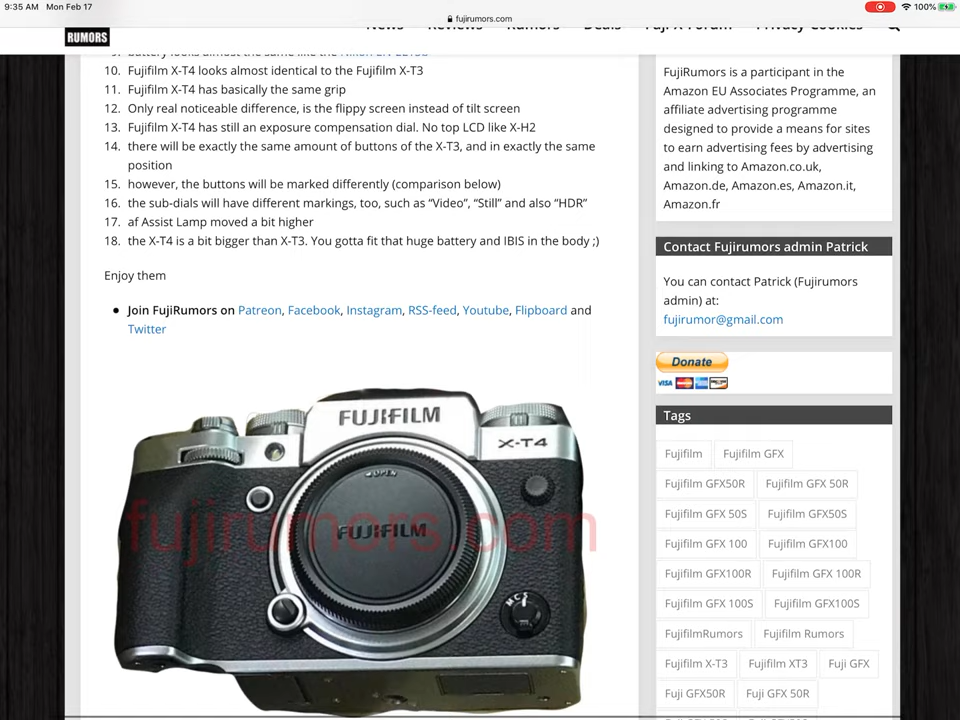 9:35 AM Mon Feb 17
100%
fujirumors.com
RUMORS
News Reviews Rumors Deals Fuji X Forum Privacy Cookies
9. battery looks almost the same like the
10. Fujifilm X-T4 looks almost identical to the Fujifilm X-T3
11. Fujifilm X-T4 has basically the same grip
12. Only real noticeable difference, is the flippy screen instead of tilt screen
13. Fujifilm X-T4 has still an exposure compensation dial. No top LCD like X-H2
14. there will be exactly the same amount of buttons of the X-T3, and in exactly the same
position
15. however, the buttons will be marked differently (comparison below)
16. the sub-dials will have different markings, too, such as “Video”, “Still” and also “HDR”
17. af Assist Lamp moved a bit higher
18. the X-T4 is a bit bigger than X-T3. You gotta fit that huge battery and IBIS in the body ;)
Enjoy them
• Join FujiRumors on Patreon, Facebook, Instagram, RSS-feed, Youtube, Flipboard and
Twitter
FUJIFILM
X-T4
OPEN
FUJIFILM
fujirumors.com
M C S
FujiRumors is a participant in the
Amazon EU Associates Programme, an
affiliate advertising programme
designed to provide a means for sites
to earn advertising fees by advertising
and linking to Amazon.co.uk,
Amazon.de, Amazon.es, Amazon.it,
Amazon.fr
Contact Fujirumors admin Patrick
You can contact Patrick (Fujirumors
admin) at:
fujirumor@gmail.com
Donate
VISA
Tags
Fujifilm Fujifilm GFX
Fujifilm GFX50R Fujifilm GFX 50R
Fujifilm GFX 50S Fujifilm GFX50S
Fujifilm GFX 100 Fujifilm GFX100
Fujifilm GFX100R Fujifilm GFX 100R
Fujifilm GFX 100S Fujifilm GFX100S
FujifilmRumors Fujifilm Rumors
Fujifilm X-T3 Fujifilm XT3 Fuji GFX
Fuji GFX50R Fuji GFX 50R